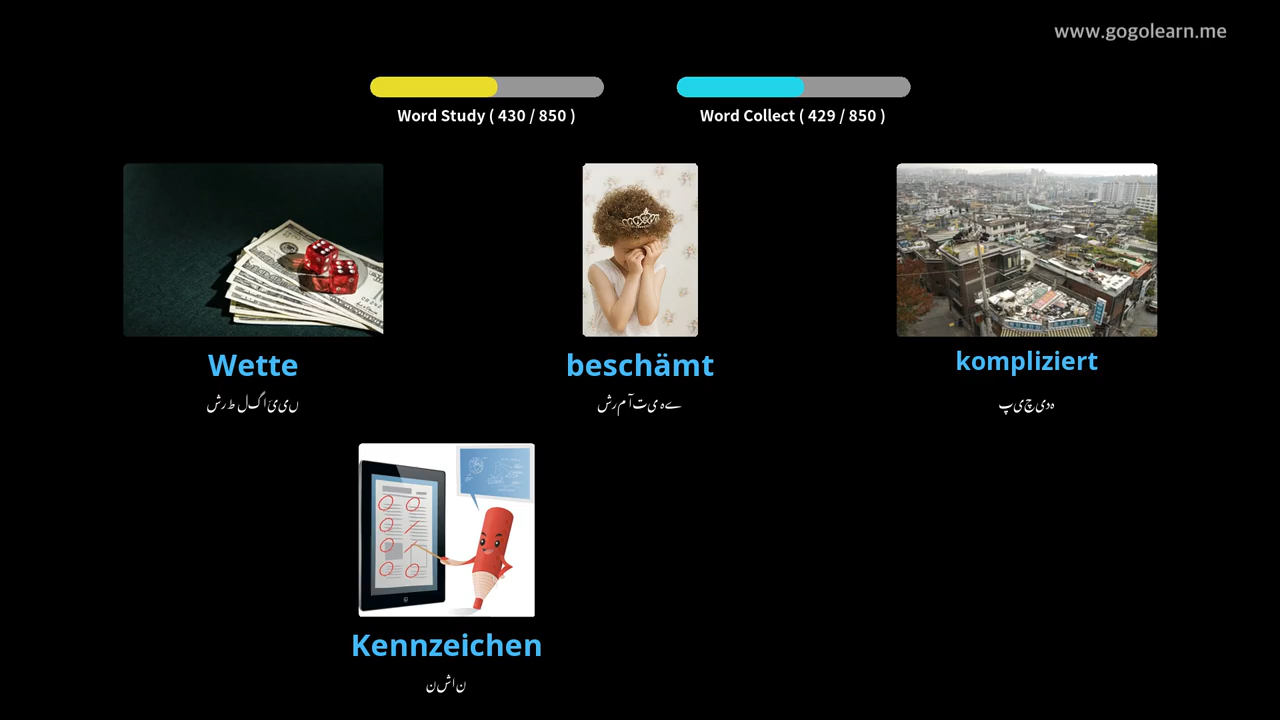 www.gogolearn.me
Word Study ( 430 / 850 )
Word Collect ( 429 / 850 )
Wette
شرط لگائیں
beschämt
شرم آتی ہے
kompliziert
پیچیدہ
Kennzeichen
نشان